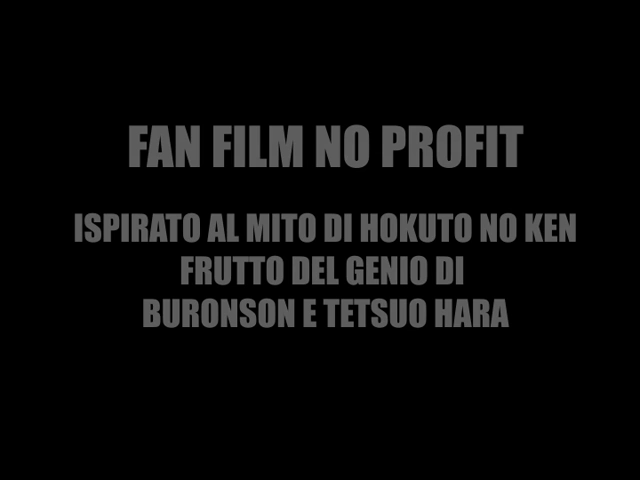 FAN FILM NO PROFIT
ISPIRATO AL MITO DI HOKUTO NO KEN
FRUTTO DEL GENIO DI
BURONSON E TETSUO HARA